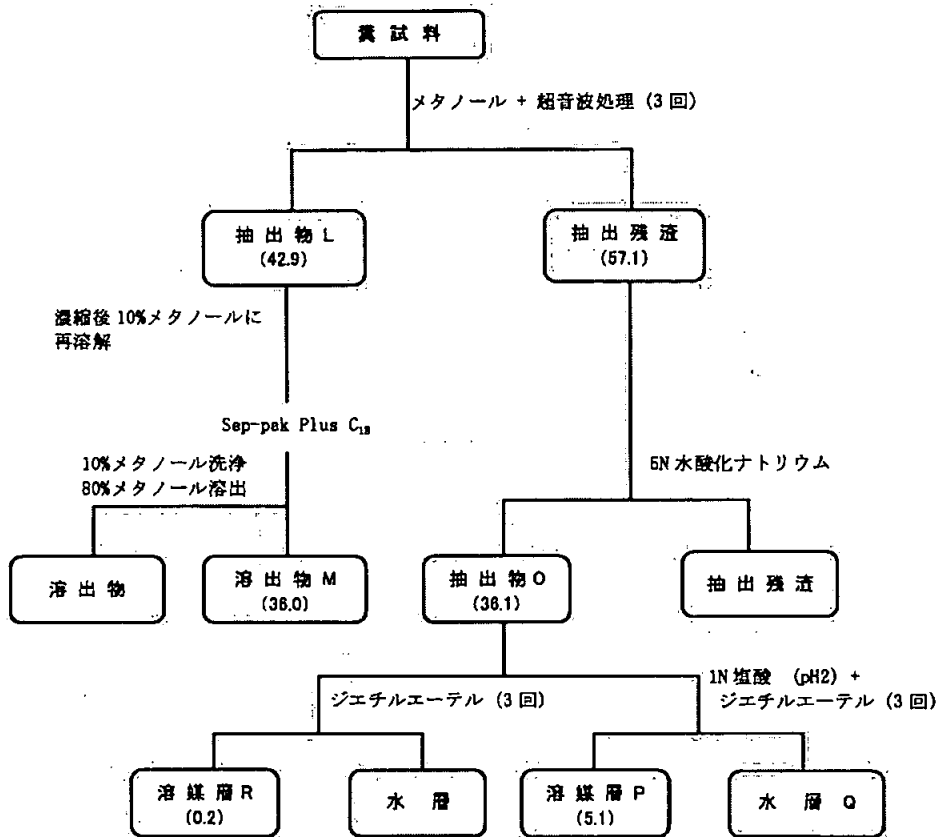 糞試料
メタノール + 超音波処理 (3回)
抽出物L
(42.9)
抽出残渣
(57.1)
濃縮後10%メタノールに
再溶解
Sep-pak Plus C₁₈
10%メタノール洗浄
80%メタノール溶出
6N水酸化ナトリウム
溶出物
溶出物M
(36.0)
抽出物O
(36.1)
抽出残渣
ジエチルエーテル (3回)
1N塩酸 (pH2) +
ジエチルエーテル (3回)
溶媒層R
(0.2)
水層
溶媒層P
(5.1)
水層Q